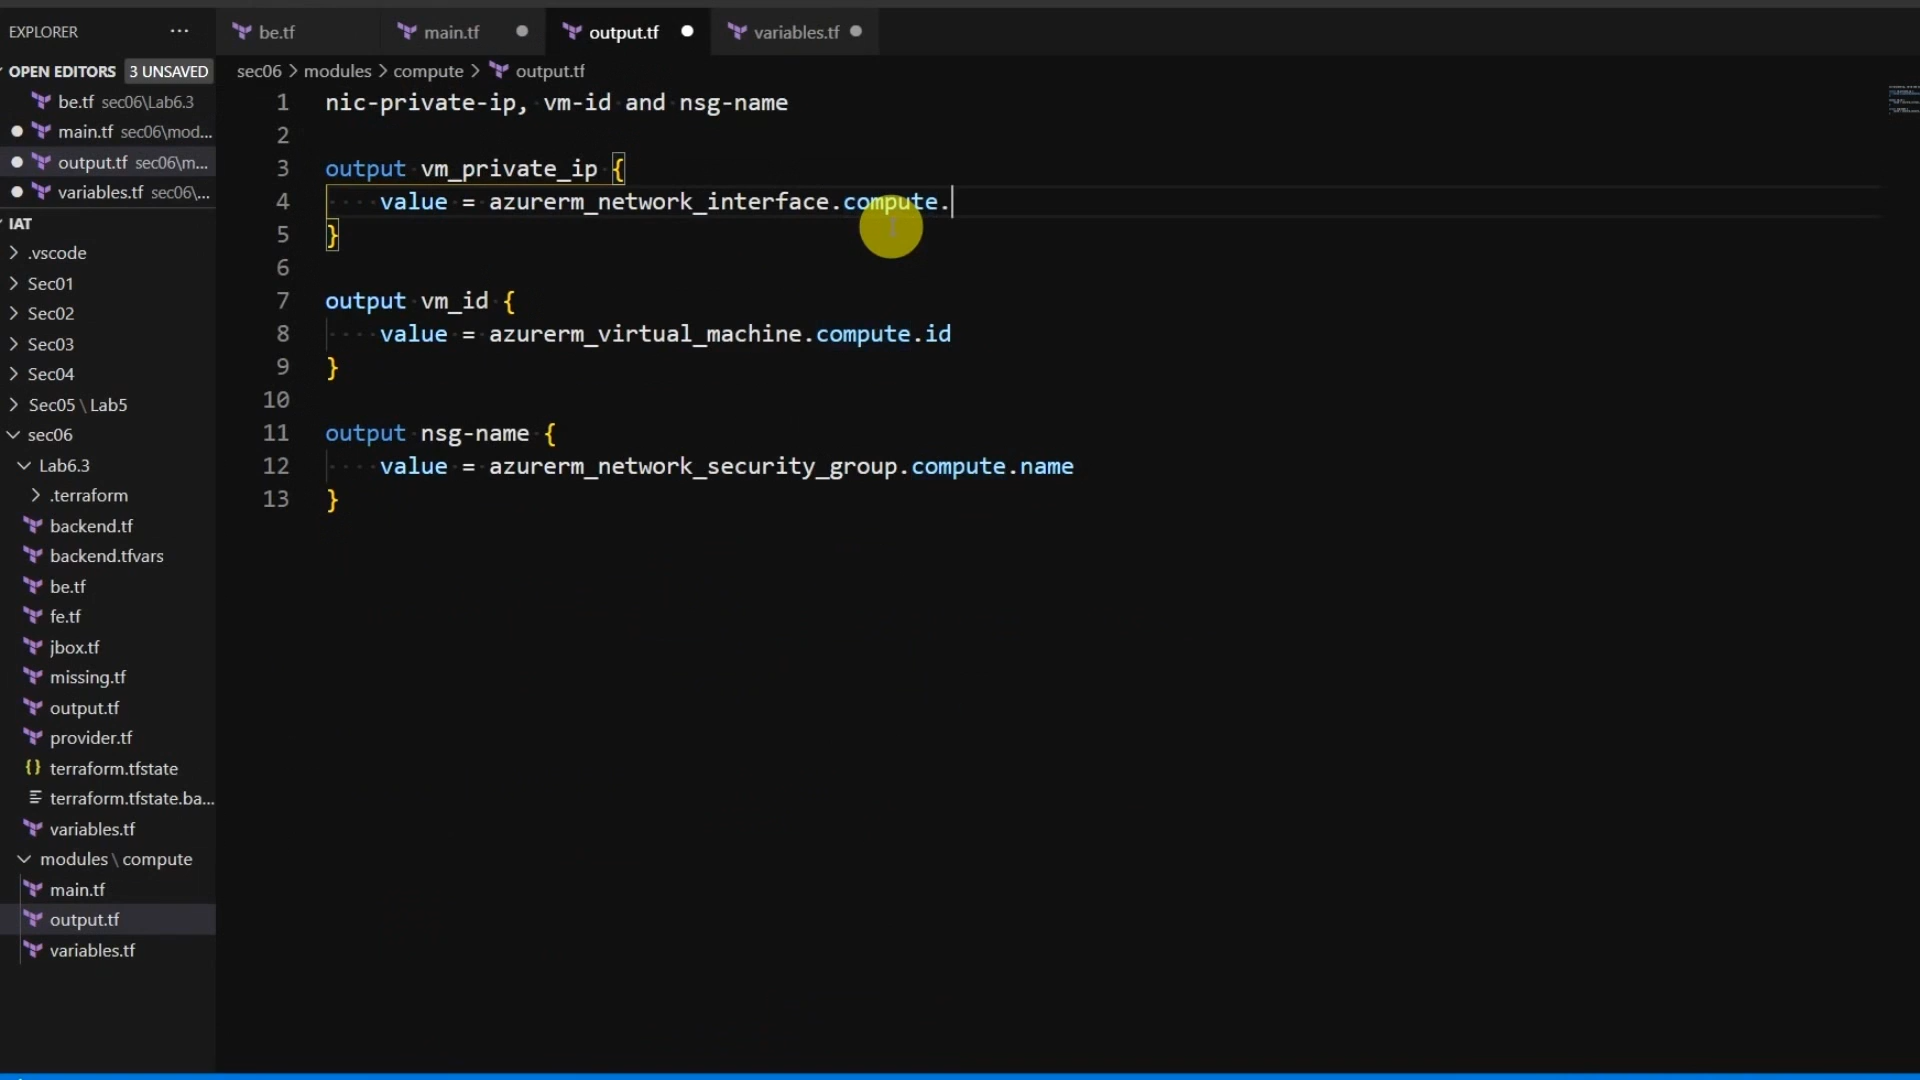 EXPLORER
be.tf
main.tf
output.tf
variables.tf
OPEN EDITORS 3 UNSAVED
be.tf sec06\Lab6.3
main.tf sec06\mod...
output.tf sec06\m...
variables.tf sec06\...
IAT
.vscode
Sec01
Sec02
Sec03
Sec04
Sec05 \ Lab5
sec06
Lab6.3
.terraform
backend.tf
backend.tfvars
be.tf
fe.tf
jbox.tf
missing.tf
output.tf
provider.tf
terraform.tfstate
terraform.tfstate.ba...
variables.tf
modules \ compute
main.tf
output.tf
variables.tf
sec06 > modules > compute > output.tf
1 nic-private-ip, vm-id and nsg-name
2
3 output vm_private_ip {
4 value = azurerm_network_interface.compute.
5 }
6
7 output vm_id {
8 value = azurerm_virtual_machine.compute.id
9 }
10
11 output nsg-name {
12 value = azurerm_network_security_group.compute.name
13 }